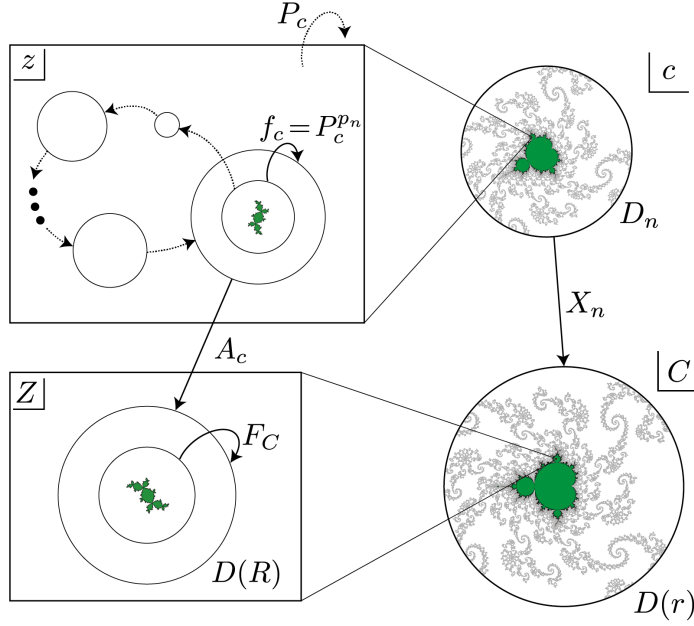 P_c
z
c
f_c = P_c^{p_n}
D_n
X_n
A_c
Z
C
F_C
D(R)
D(r)